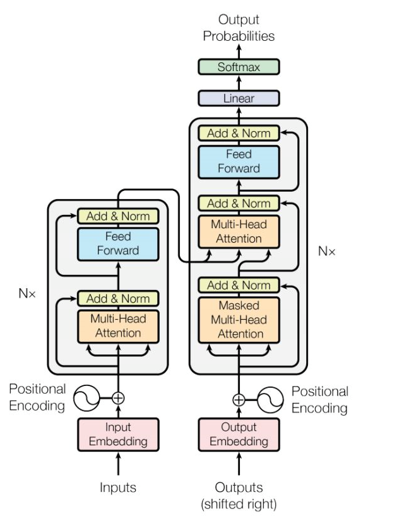 Output
Probabilities
Softmax
Linear
Add & Norm
Feed
Forward
Add & Norm
Multi-Head
Attention
Add & Norm
Masked
Multi-Head
Attention
N×
Positional
Encoding
Output
Embedding
Outputs
(shifted right)
Add & Norm
Feed
Forward
Add & Norm
Multi-Head
Attention
N×
Positional
Encoding
Input
Embedding
Inputs